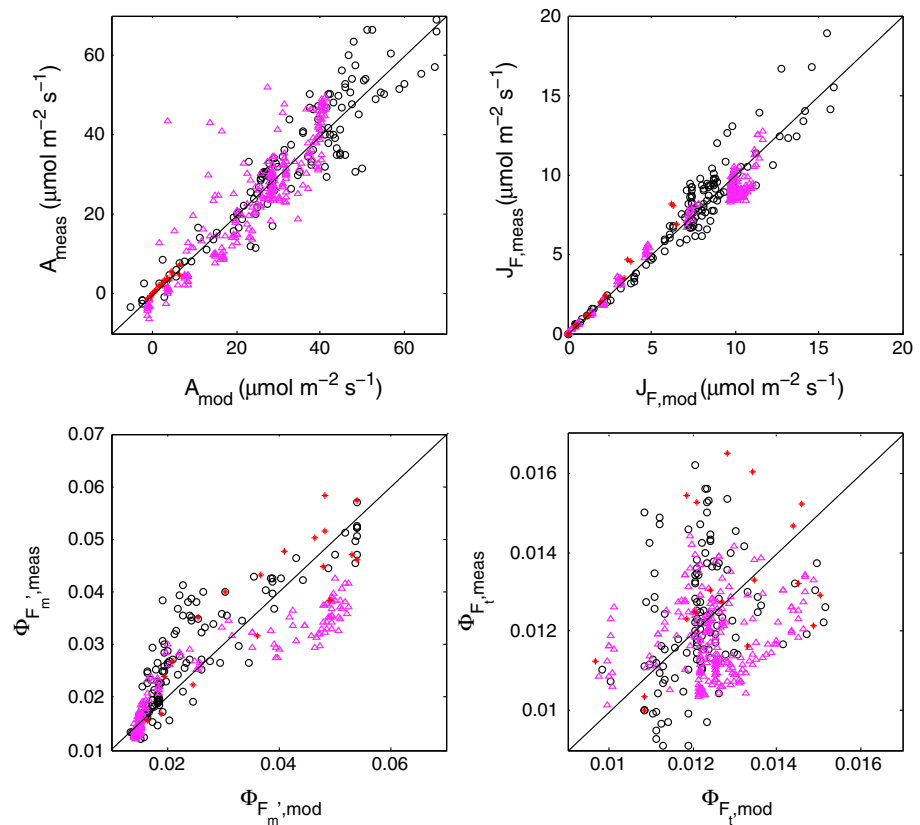 60
40
20
0
A_meas (μmol m⁻² s⁻¹)
0 20 40 60
A_mod (μmol m⁻² s⁻¹)
20
15
10
5
0
J_F,meas (μmol m⁻² s⁻¹)
0 5 10 15 20
J_F,mod (μmol m⁻² s⁻¹)
0.07
0.06
0.05
0.04
0.03
0.02
0.01
Φ_F_m',meas
0.02 0.04 0.06
Φ_F_m',mod
0.016
0.014
0.012
0.01
Φ_F_t,meas
0.01 0.012 0.014 0.016
Φ_F_t,mod